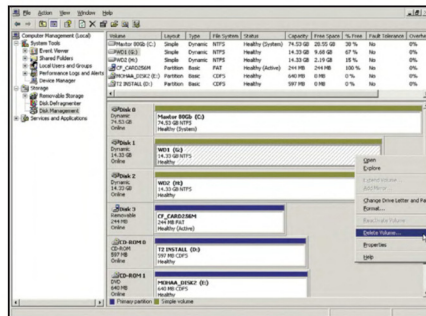 File Action View Window Help
Computer Management (Local)
System Tools
Event Viewer
Shared Folders
Local Users and Groups
Performance Logs and Alerts
Device Manager
Storage
Removable Storage
Disk Defragmenter
Disk Management
Services and Applications
Volume Layout Type File System Status Capacity Free Space % Free Fault Tolerance Overhe
Maxtor 80Gb (C:) Simple Dynamic NTFS Healthy (System) 74.53 GB 28.55 GB 38 % No 0%
WD1 (G:) Simple Dynamic NTFS Healthy 14.33 GB 9.68 GB 67 % No 0%
WD2 (H:) Simple Dynamic NTFS Healthy 14.33 GB 2.19 GB 15 % No 0%
CF_CARD256M Partition Basic FAT Healthy (Active) 244 MB 244 MB 100 % No 0%
MOHAA_DISK2 (E:) Partition Basic CDFS Healthy 640 MB 0 MB 0 % No 0%
T2 INSTALL (D:) Partition Basic CDFS Healthy 597 MB 0 MB 0 % No 0%
Disk 0
Dynamic
74.53 GB
Online
Maxtor 80Gb (C:)
74.53 GB NTFS
Healthy (System)
Disk 1
Dynamic
14.33 GB
Online
WD1 (G:)
14.33 GB NTFS
Healthy
Disk 2
Dynamic
14.33 GB
Online
WD2 (H:)
14.33 GB NTFS
Healthy
Disk 3
Removable
244 MB
Online
CF_CARD256M
244 MB FAT
Healthy (Active)
CD-ROM 0
CD-ROM
597 MB
Online
T2 INSTALL (D:)
597 MB CDFS
Healthy
CD-ROM 1
DVD
640 MB
Online
MOHAA_DISK2 (E:)
640 MB CDFS
Healthy
Open
Explore
Extend Volume...
Add Mirror...
Change Drive Letter and Pa
Format...
Reactivate Volume
Delete Volume...
Properties
Help
Primary partition Simple volume